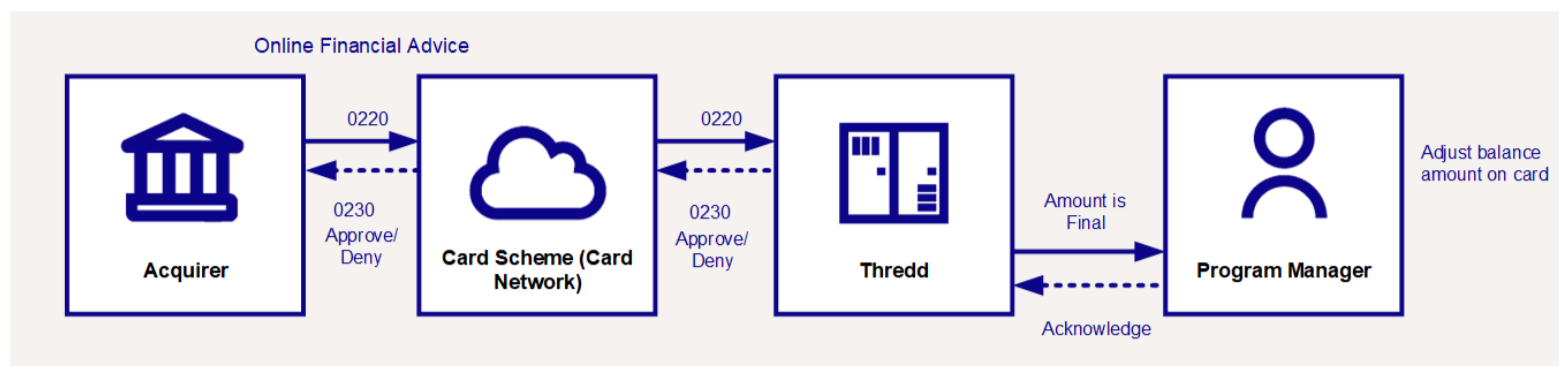 Online Financial Advice
0220
0230
Approve/
Deny
Acquirer
Card Scheme (Card
Network)
0220
0230
Approve/
Deny
Thredd
Amount is
Final
Acknowledge
Program Manager
Adjust balance
amount on card